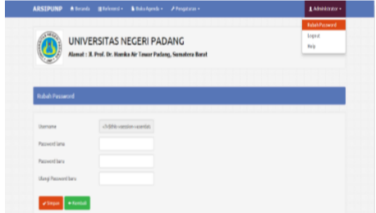 ARSIPUNP Beranda Referensi Buku Agenda Pengaturan Administrator
Rubah Password
Logout
Help
UNIVERSITAS NEGERI PADANG
Alamat : Jl. Prof. Dr. Hamka Air Tawar Padang, Sumatera Barat
Rubah Password
Username
Password lama
Password baru
Ulangi Password baru
Simpan Kembali